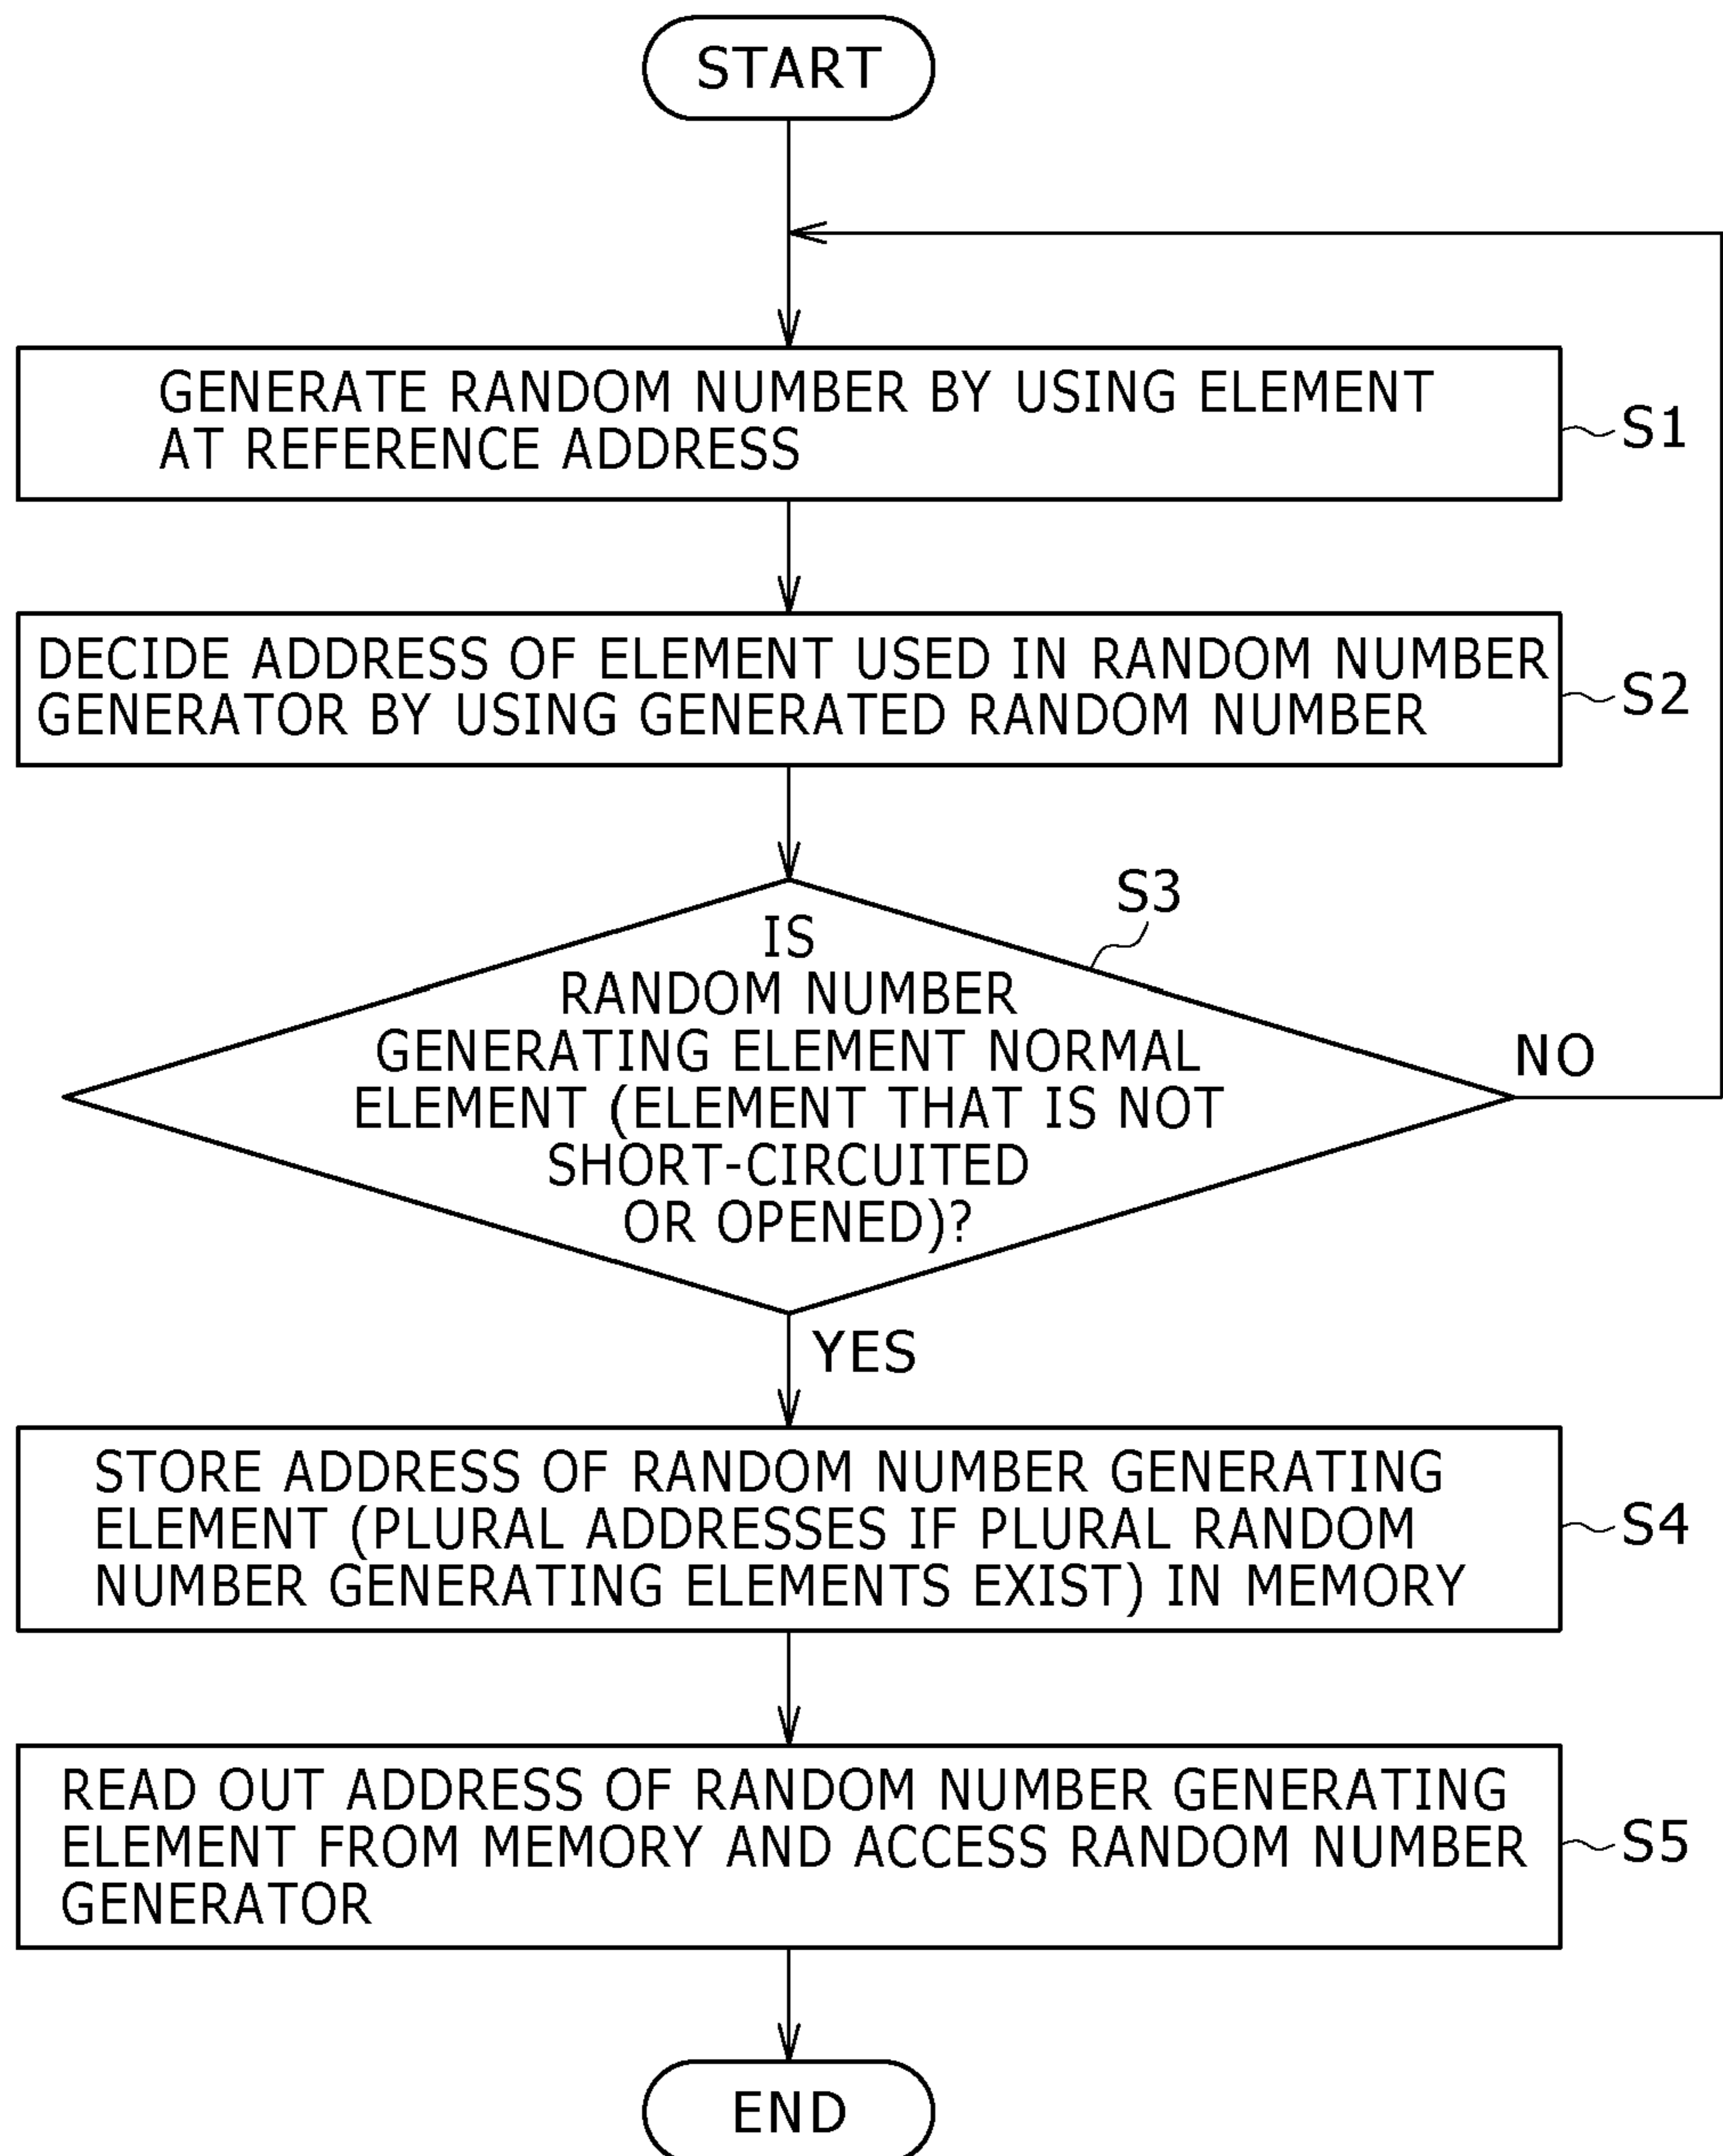 START
GENERATE RANDOM NUMBER BY USING ELEMENT
AT REFERENCE ADDRESS
S1
DECIDE ADDRESS OF ELEMENT USED IN RANDOM NUMBER
GENERATOR BY USING GENERATED RANDOM NUMBER
S2
S3
IS
RANDOM NUMBER
GENERATING ELEMENT NORMAL
ELEMENT (ELEMENT THAT IS NOT
SHORT-CIRCUITED
OR OPENED)?
NO
YES
STORE ADDRESS OF RANDOM NUMBER GENERATING
ELEMENT (PLURAL ADDRESSES IF PLURAL RANDOM
NUMBER GENERATING ELEMENTS EXIST) IN MEMORY
S4
READ OUT ADDRESS OF RANDOM NUMBER GENERATING
ELEMENT FROM MEMORY AND ACCESS RANDOM NUMBER
GENERATOR
S5
END